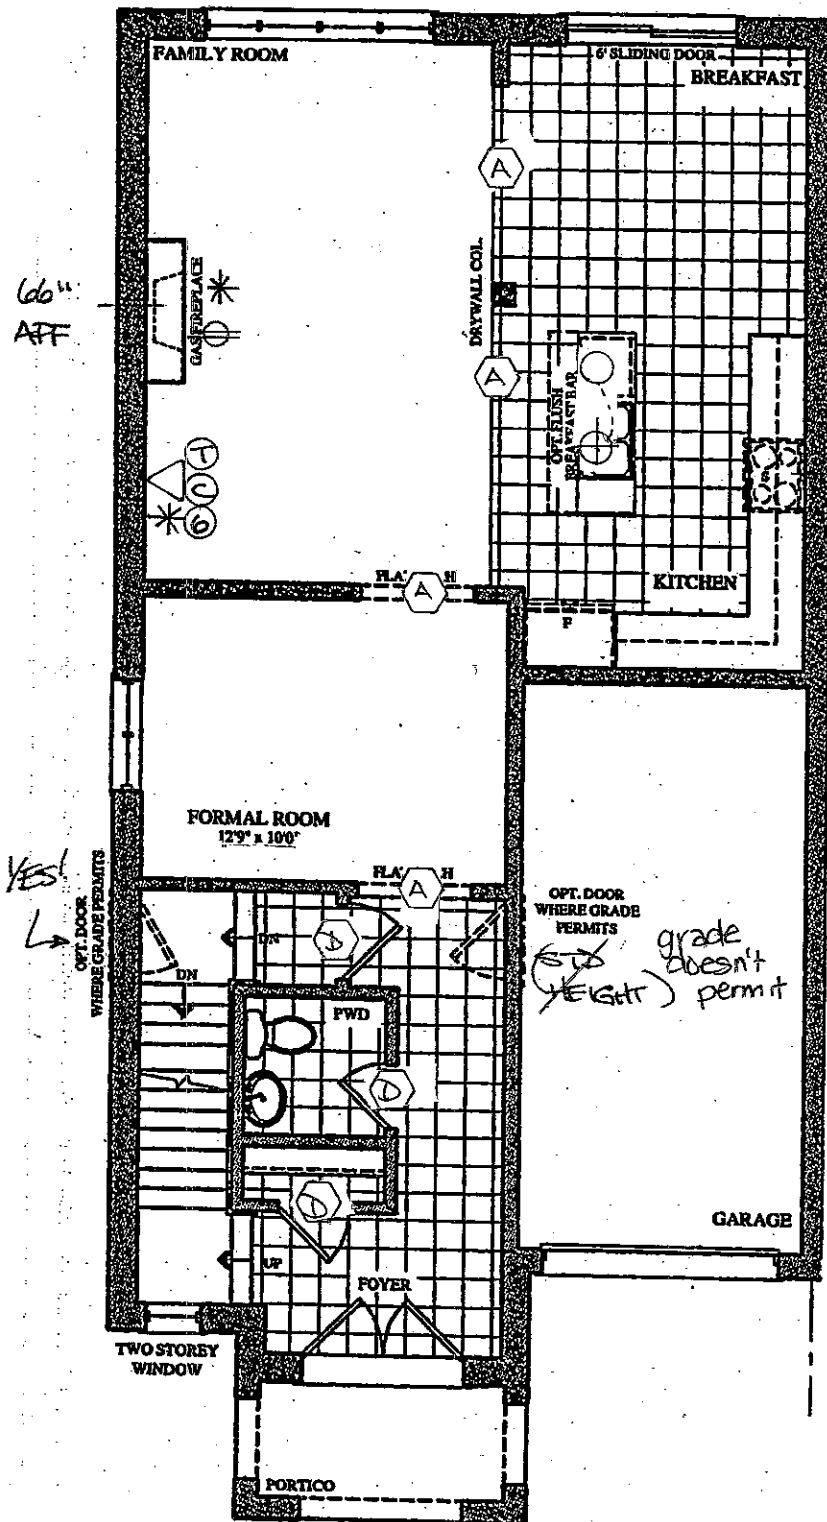 FAMILY ROOM
6' SLIDING DOOR
BREAKFAST
A
DRYWALL COL.
66"
AFF
GAS FIREPLACE
A
OPT. FLUSH
BREAKFAST BAR
T
U
6
KITCHEN
A
F
FORMAL ROOM
12'9" x 10'0"
YES!
OPT. DOOR
WHERE GRADE PERMITS
A
OPT. DOOR
WHERE GRADE
PERMITS
(STD
HEIGHT)
grade
doesn't
permit
D
DN
DN
PWD
D
D
GARAGE
UP
FOYER
TWO STOREY
WINDOW
PORTICO